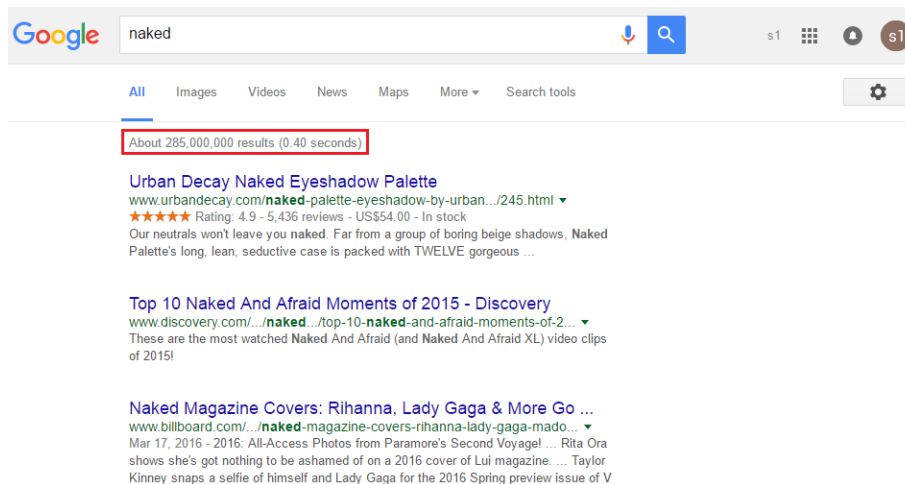 Google naked s1 s1
All Images Videos News Maps More Search tools
About 285,000,000 results (0.40 seconds)
Urban Decay Naked Eyeshadow Palette
www.urbandecay.com/naked-palette-eyeshadow-by-urban.../245.html
Rating: 4.9 - 5,436 reviews - US$54.00 - In stock
Our neutrals won't leave you naked. Far from a group of boring beige shadows, Naked
Palette's long, lean, seductive case is packed with TWELVE gorgeous ...
Top 10 Naked And Afraid Moments of 2015 - Discovery
www.discovery.com/.../naked.../top-10-naked-and-afraid-moments-of-2...
These are the most watched Naked And Afraid (and Naked And Afraid XL) video clips
of 2015!
Naked Magazine Covers: Rihanna, Lady Gaga & More Go ...
www.billboard.com/.../naked-magazine-covers-rihanna-lady-gaga-mado...
Mar 17, 2016 - 2016: All-Access Photos from Paramore's Second Voyage! ... Rita Ora
shows she's got nothing to be ashamed of on a 2016 cover of Lui magazine. ... Taylor
Kinney snaps a selfie of himself and Lady Gaga for the 2016 Spring preview issue of V